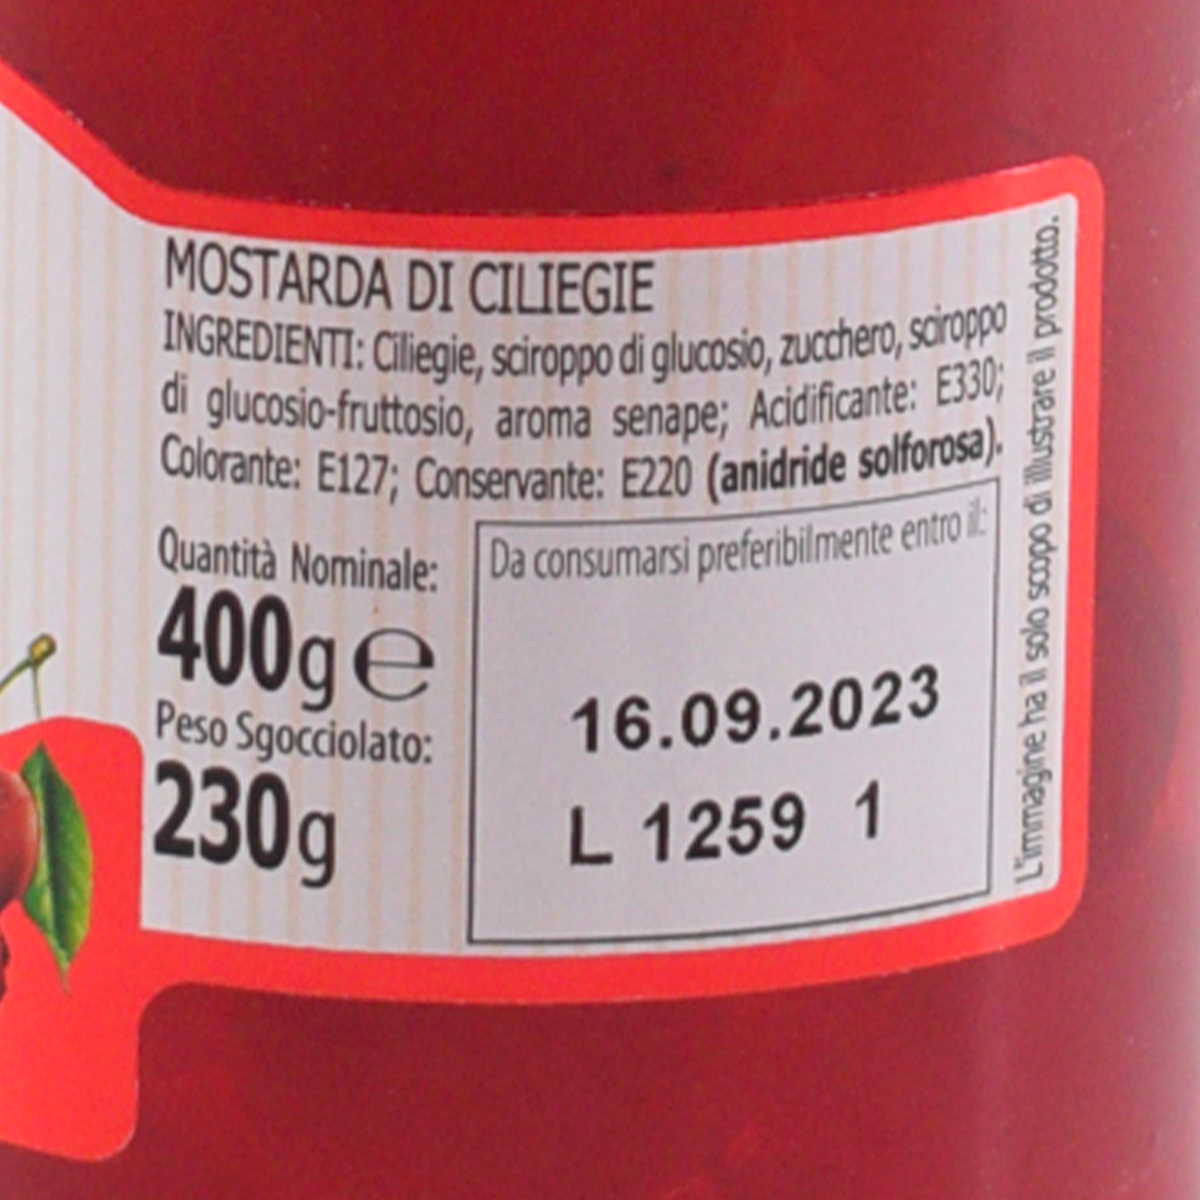 MOSTARDA DI CILIEGIE
INGREDIENTI: Ciliegie, sciroppo di glucosio, zucchero, sciroppo
di glucosio-fruttosio, aroma senape; Acidificante: E330;
Colorante: E127; Conservante: E220 (anidride solforosa).
Quantità Nominale:
400g e
Peso Sgocciolato:
230g
Da consumarsi preferibilmente entro il:
16.09.2023
L 1259 1
L'immagine ha il solo scopo di illustrare il prodotto.